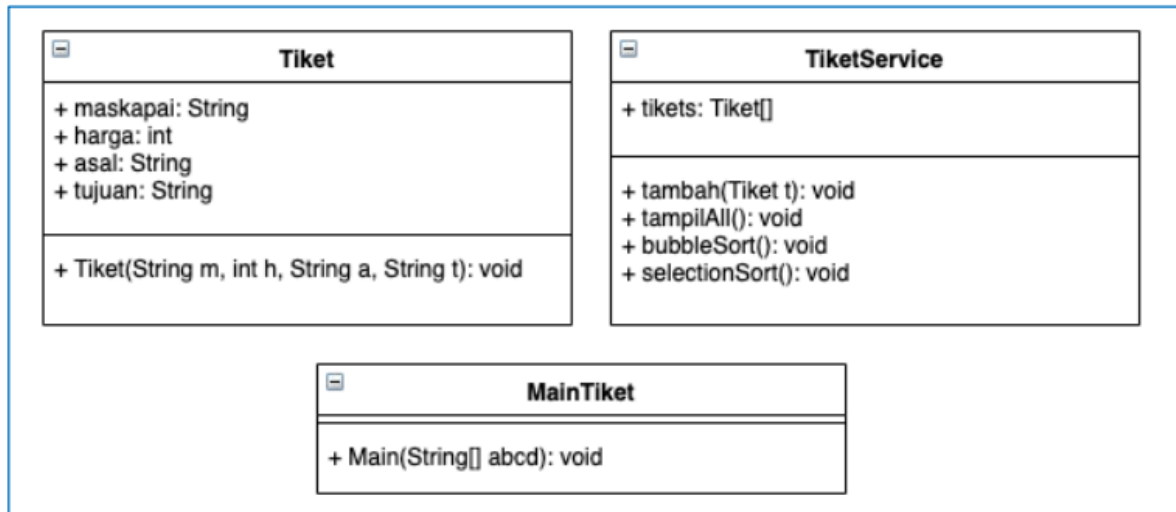 Tiket
+ maskapai: String
+ harga: int
+ asal: String
+ tujuan: String
+ Tiket(String m, int h, String a, String t): void
TiketService
+ tikets: Tiket[]
+ tambah(Tiket t): void
+ tampilAll(): void
+ bubbleSort(): void
+ selectionSort(): void
MainTiket
+ Main(String[] abcd): void